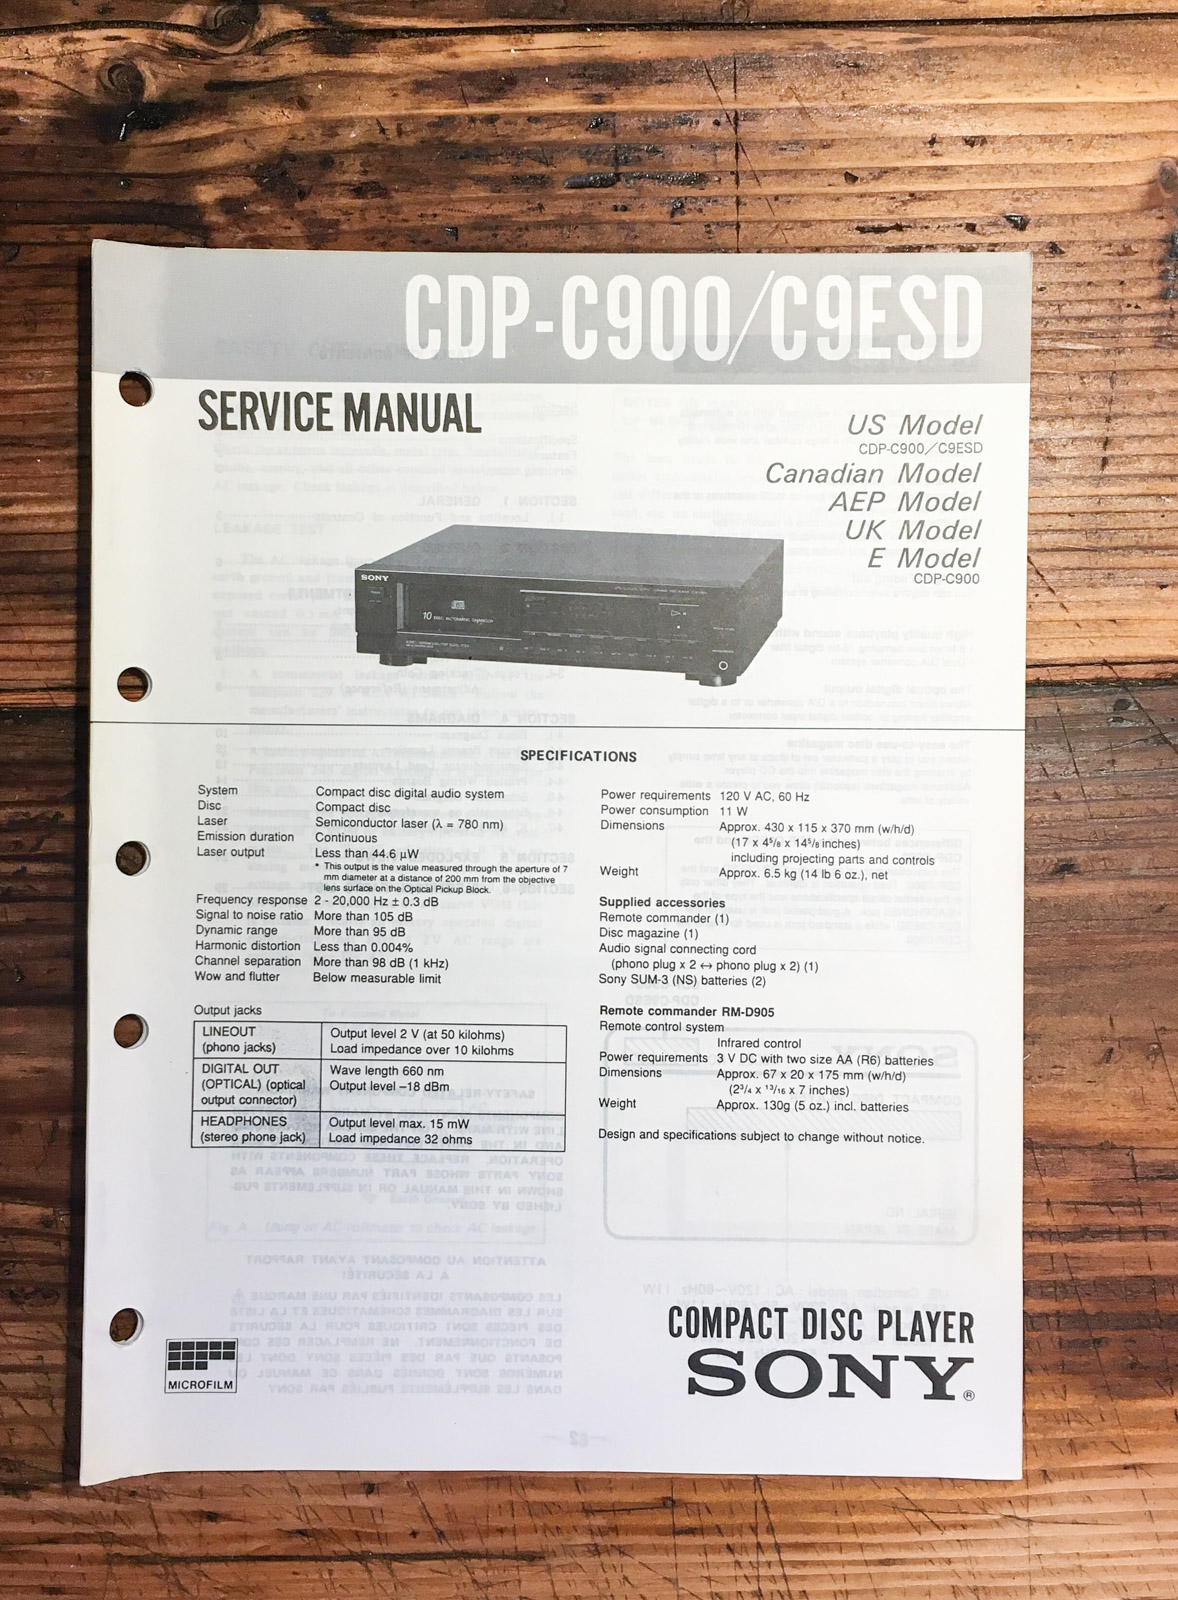 CDP-C900/C9ESD
SERVICE MANUAL
US Model
CDP-C900/C9ESD
Canadian Model
AEP Model
UK Model
E Model
CDP-C900
SONY
10 DISC AUTOMATIC CHANGER
SPECIFICATIONS
System Compact disc digital audio system
Disc Compact disc
Laser Semiconductor laser (λ = 780 nm)
Emission duration Continuous
Laser output Less than 44.6 μW
* This output is the value measured through the aperture of 7
mm diameter at a distance of 200 mm from the objective
lens surface on the Optical Pickup Block.
Frequency response 2 - 20,000 Hz ± 0.3 dB
Signal to noise ratio More than 105 dB
Dynamic range More than 95 dB
Harmonic distortion Less than 0.004%
Channel separation More than 98 dB (1 kHz)
Wow and flutter Below measurable limit
Output jacks
LINEOUT Output level 2 V (at 50 kilohms)
(phono jacks) Load impedance over 10 kilohms
DIGITAL OUT Wave length 660 nm
(OPTICAL) (optical Output level –18 dBm
output connector)
HEADPHONES Output level max. 15 mW
(stereo phone jack) Load impedance 32 ohms
Power requirements 120 V AC, 60 Hz
Power consumption 11 W
Dimensions Approx. 430 x 115 x 370 mm (w/h/d)
(17 x 4⁵/₈ x 14⁵/₈ inches)
including projecting parts and controls
Weight Approx. 6.5 kg (14 lb 6 oz.), net
Supplied accessories
Remote commander (1)
Disc magazine (1)
Audio signal connecting cord
(phono plug x 2 ↔ phono plug x 2) (1)
Sony SUM-3 (NS) batteries (2)
Remote commander RM-D905
Remote control system
Infrared control
Power requirements 3 V DC with two size AA (R6) batteries
Dimensions Approx. 67 x 20 x 175 mm (w/h/d)
(2³/₄ x ¹³/₁₆ x 7 inches)
Weight Approx. 130g (5 oz.) incl. batteries
Design and specifications subject to change without notice.
MICROFILM
COMPACT DISC PLAYER
SONY®